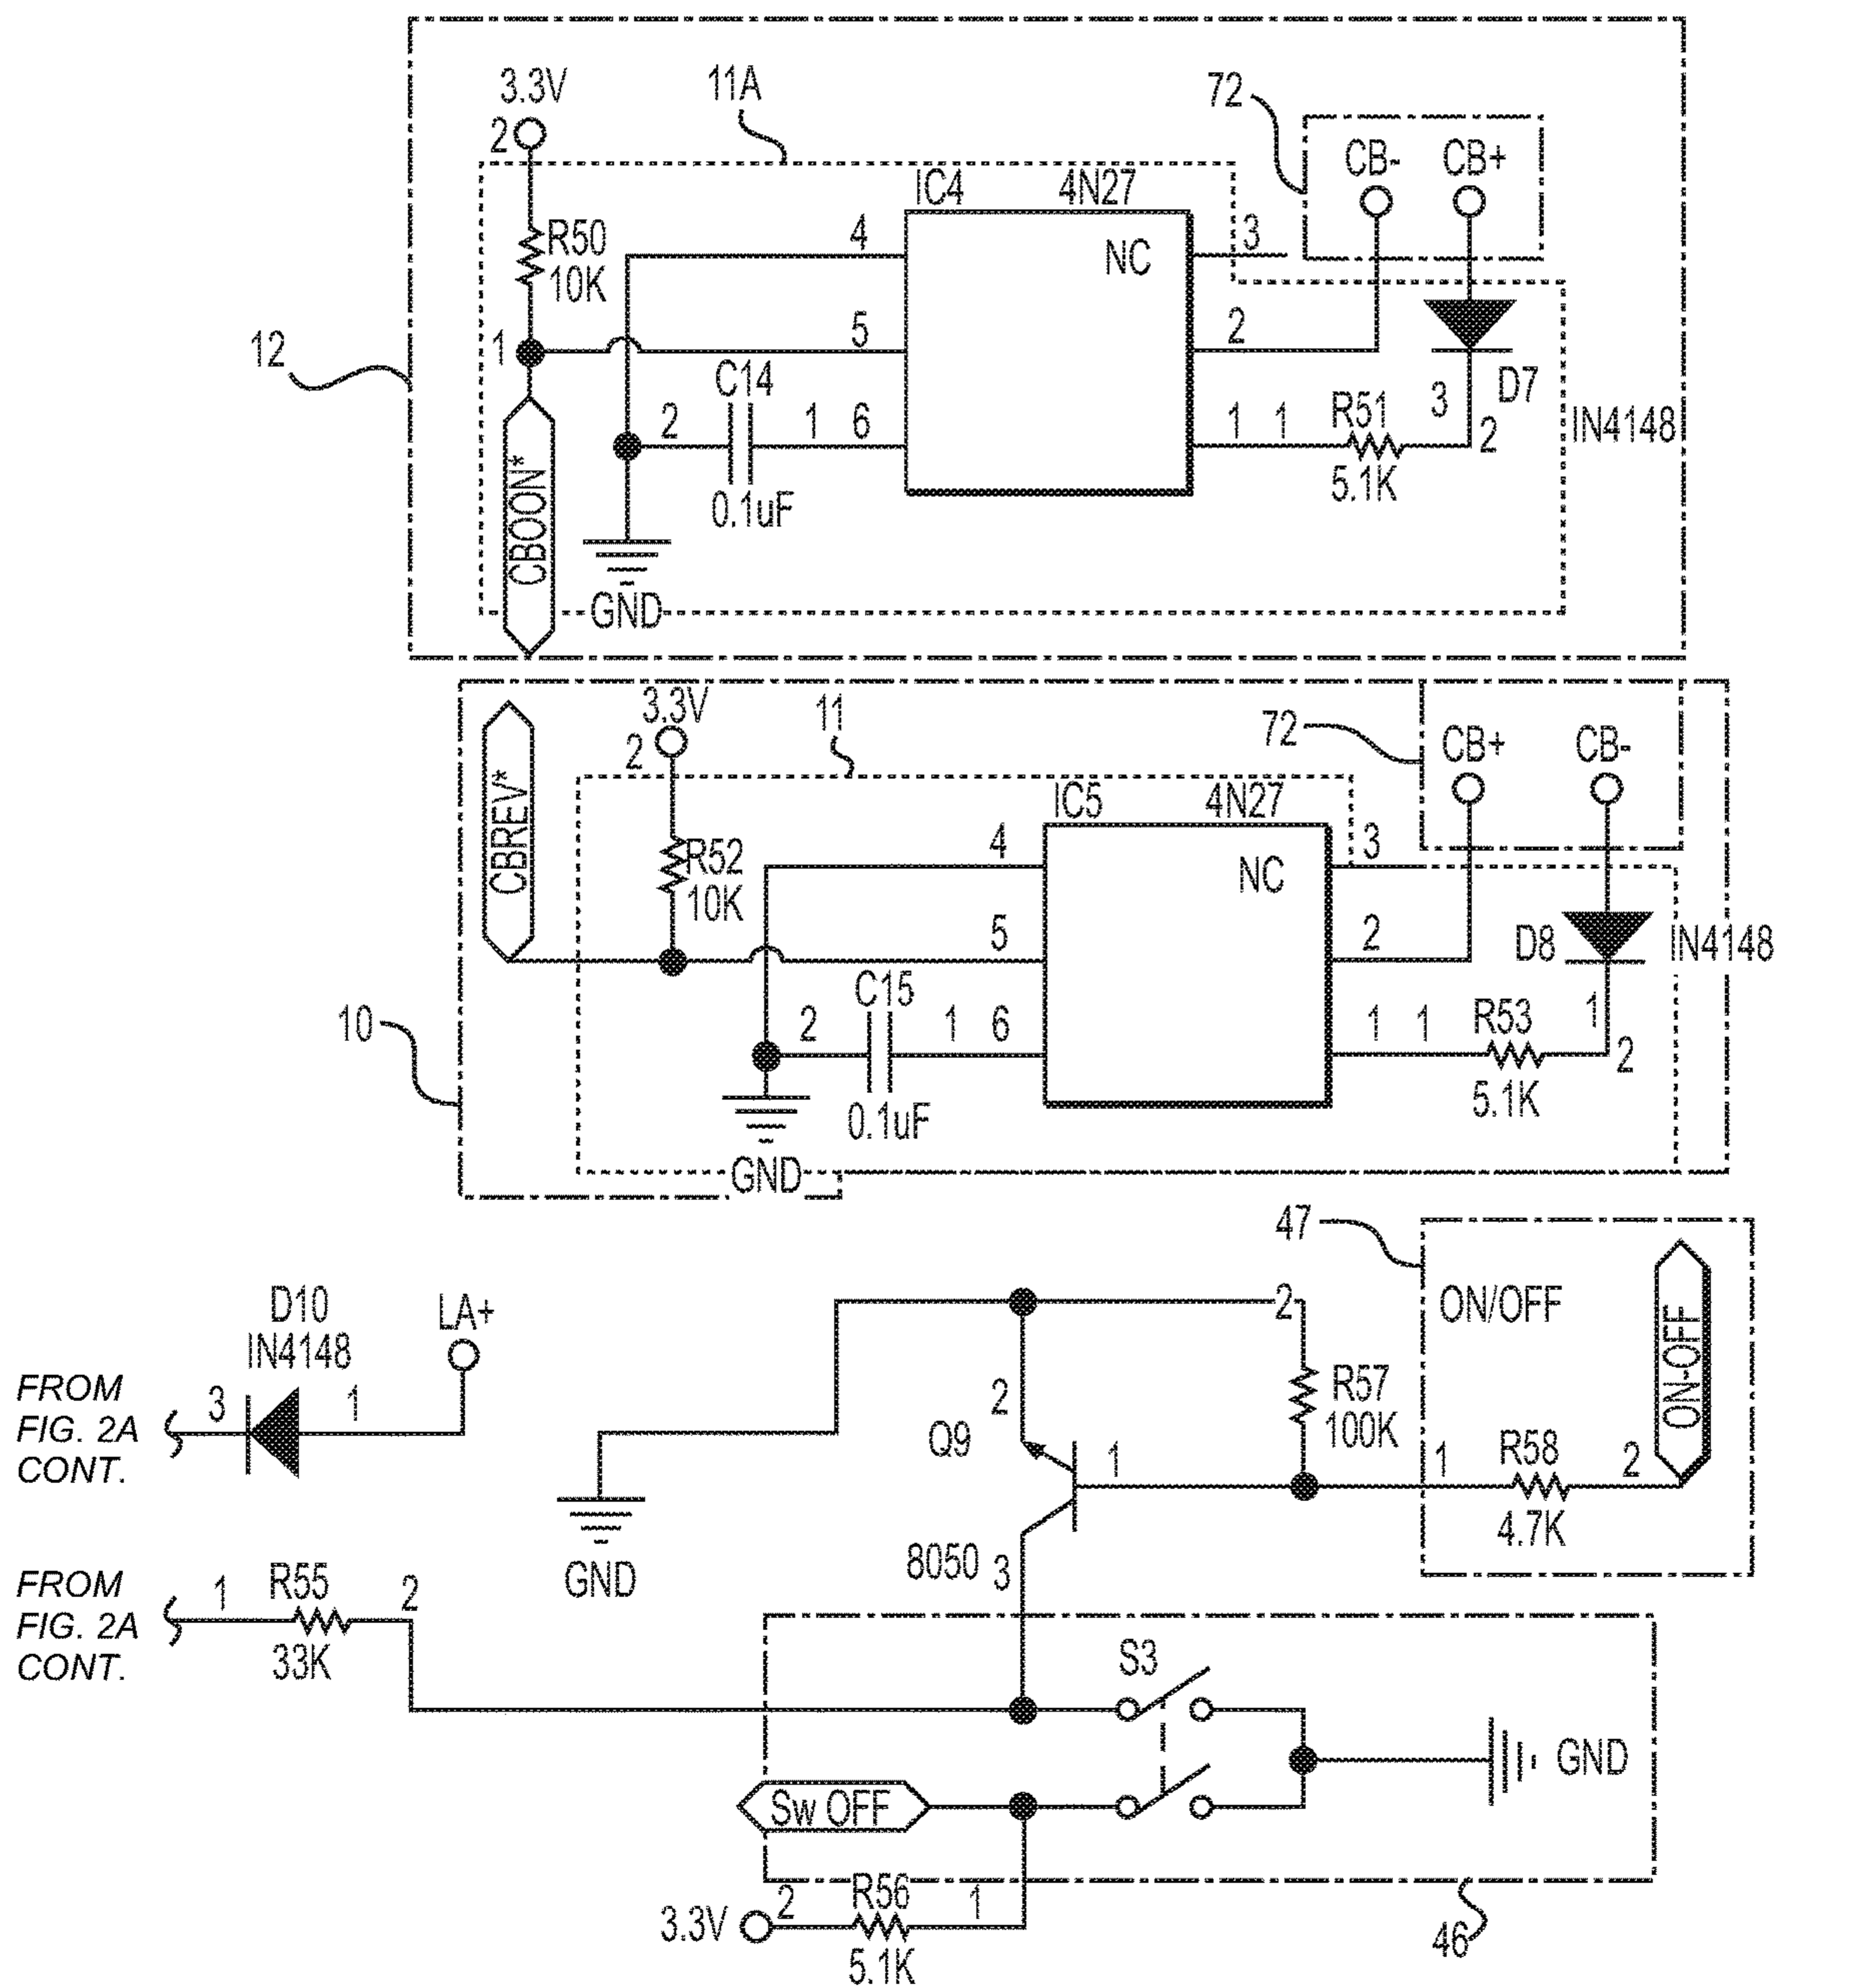 3.3V
11A
72
2
CB-
CB+
IC4
4N27
R50
10K
4
NC
3
12
1
5
2
C14
D7
2
1
6
1
1
R51
3
2
IN4148
0.1uF
5.1K
CBOON*
GND
CBREV*
3.3V
2
11
72
CB+
CB-
IC5
4N27
R52
10K
4
NC
3
5
2
D8
IN4148
C15
10
2
1
6
1
1
R53
1
2
0.1uF
5.1K
GND
47
D10
IN4148
LA+
2
ON/OFF
ON-OFF
FROM
FIG. 2A
CONT.
3
1
2
R57
100K
Q9
1
1
R58
2
4.7K
GND
8050
3
FROM
FIG. 2A
CONT.
1
R55
2
33K
S3
GND
Sw OFF
3.3V
2
R56
1
5.1K
46